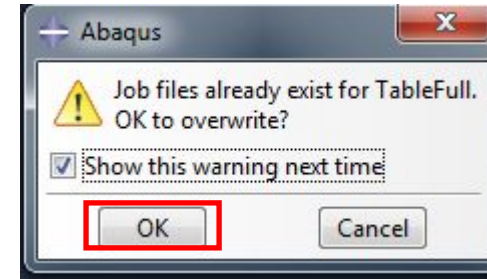 Abaqus
Job files already exist for TableFull.
OK to overwrite?
Show this warning next time
OK Cancel